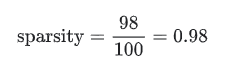 sparsity = 98/100 = 0.98